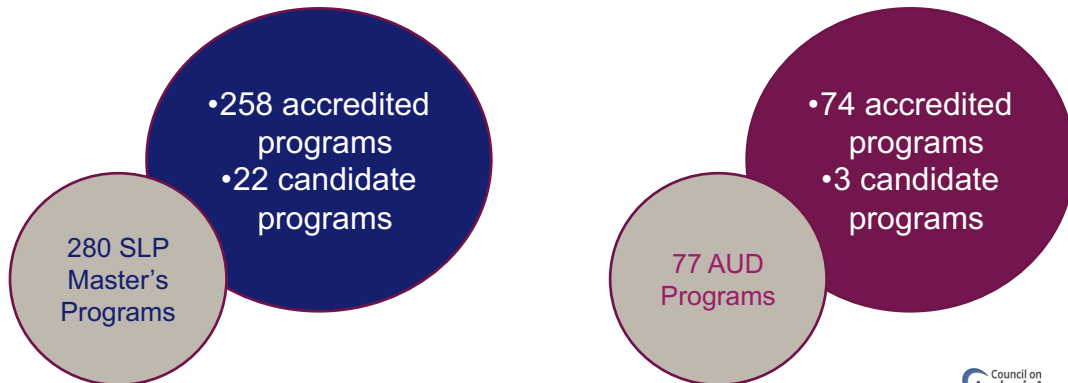 •258 accredited
programs
•22 candidate
programs
280 SLP
Master’s
Programs
•74 accredited
programs
•3 candidate
programs
77 AUD
Programs
Council on